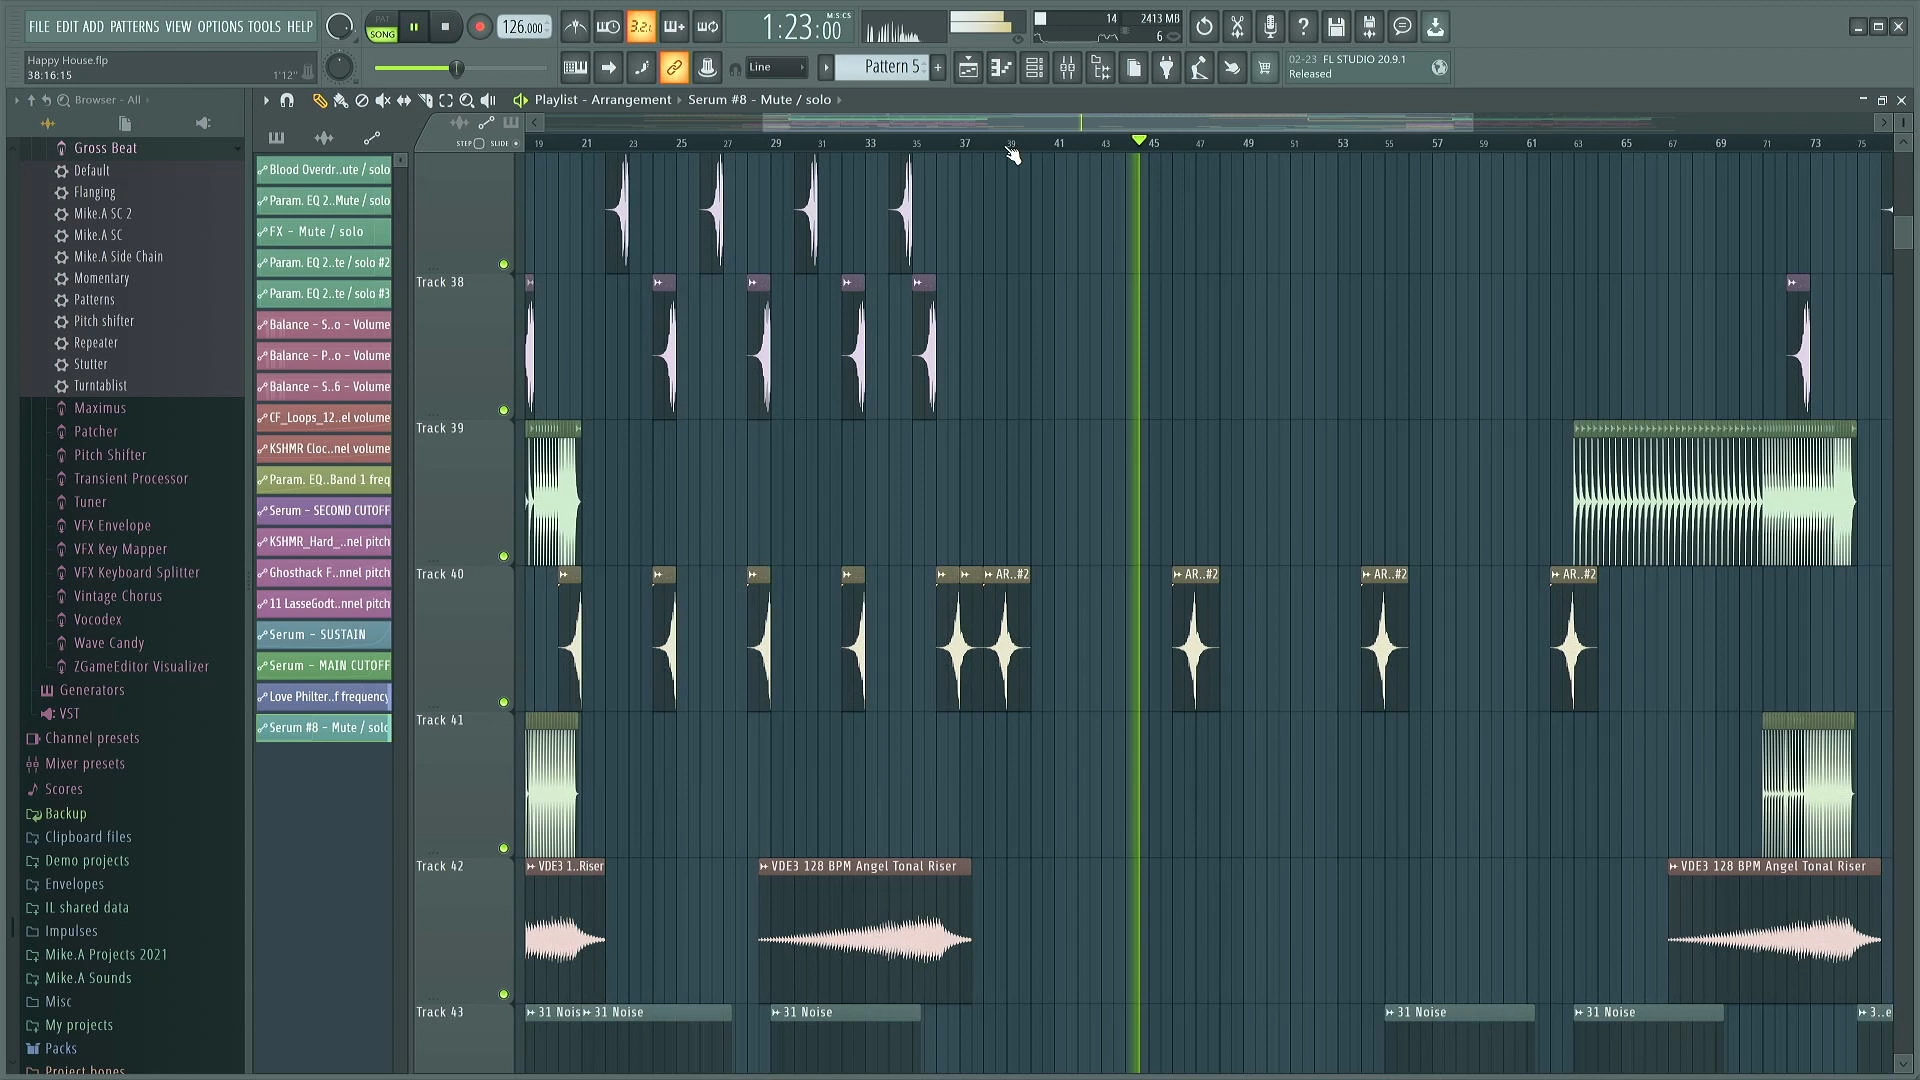 FILE EDIT ADD PATTERNS VIEW OPTIONS TOOLS HELP
PAT
SONG
126.000
3.2.1
1:23:00
M:S:CS
14
2413 MB
6
Happy House.flp
38:16:15
1'12"
Line
Pattern 5
02-23 FL STUDIO 20.9.1
Released
Browser - All
Playlist - Arrangement › Serum #8 - Mute / solo
STEP SLIDE
19 21 23 25 27 29 31 33 35 37 39 41 43 45 47 49 51 53 55 57 59 61 63 65 67 69 71 73 75
Gross Beat
Default
Flanging
Mike.A SC 2
Mike.A SC
Mike.A Side Chain
Momentary
Patterns
Pitch shifter
Repeater
Stutter
Turntablist
Maximus
Patcher
Pitch Shifter
Transient Processor
Tuner
VFX Envelope
VFX Key Mapper
VFX Keyboard Splitter
Vintage Chorus
Vocodex
Wave Candy
ZGameEditor Visualizer
Generators
VST
Channel presets
Mixer presets
Scores
Backup
Clipboard files
Demo projects
Envelopes
IL shared data
Impulses
Mike.A Projects 2021
Mike.A Sounds
Misc
My projects
Packs
Project bones
Blood Overdr..ute / solo
Param. EQ 2..Mute / solo
FX - Mute / solo
Param. EQ 2..te / solo #2
Param. EQ 2..te / solo #3
Balance - S..o - Volume
Balance - P..o - Volume
Balance - S..6 - Volume
CF_Loops_12..el volume
KSHMR Cloc..nel volume
Param. EQ..Band 1 freq
Serum - SECOND CUTOFF
KSHMR_Hard_..nel pitch
Ghosthack F..nnel pitch
11 LasseGodt..nnel pitch
Serum - SUSTAIN
Serum - MAIN CUTOFF
Love Philter..f frequency
Serum #8 - Mute / solo
Track 38
Track 39
Track 40
AR..#2
AR..#2
AR..#2
AR..#2
Track 41
Track 42
VDE3 1..Riser
VDE3 128 BPM Angel Tonal Riser
VDE3 128 BPM Angel Tonal Riser
Track 43
31 Nois
31 Noise
31 Noise
31 Noise
31 Noise
3..e